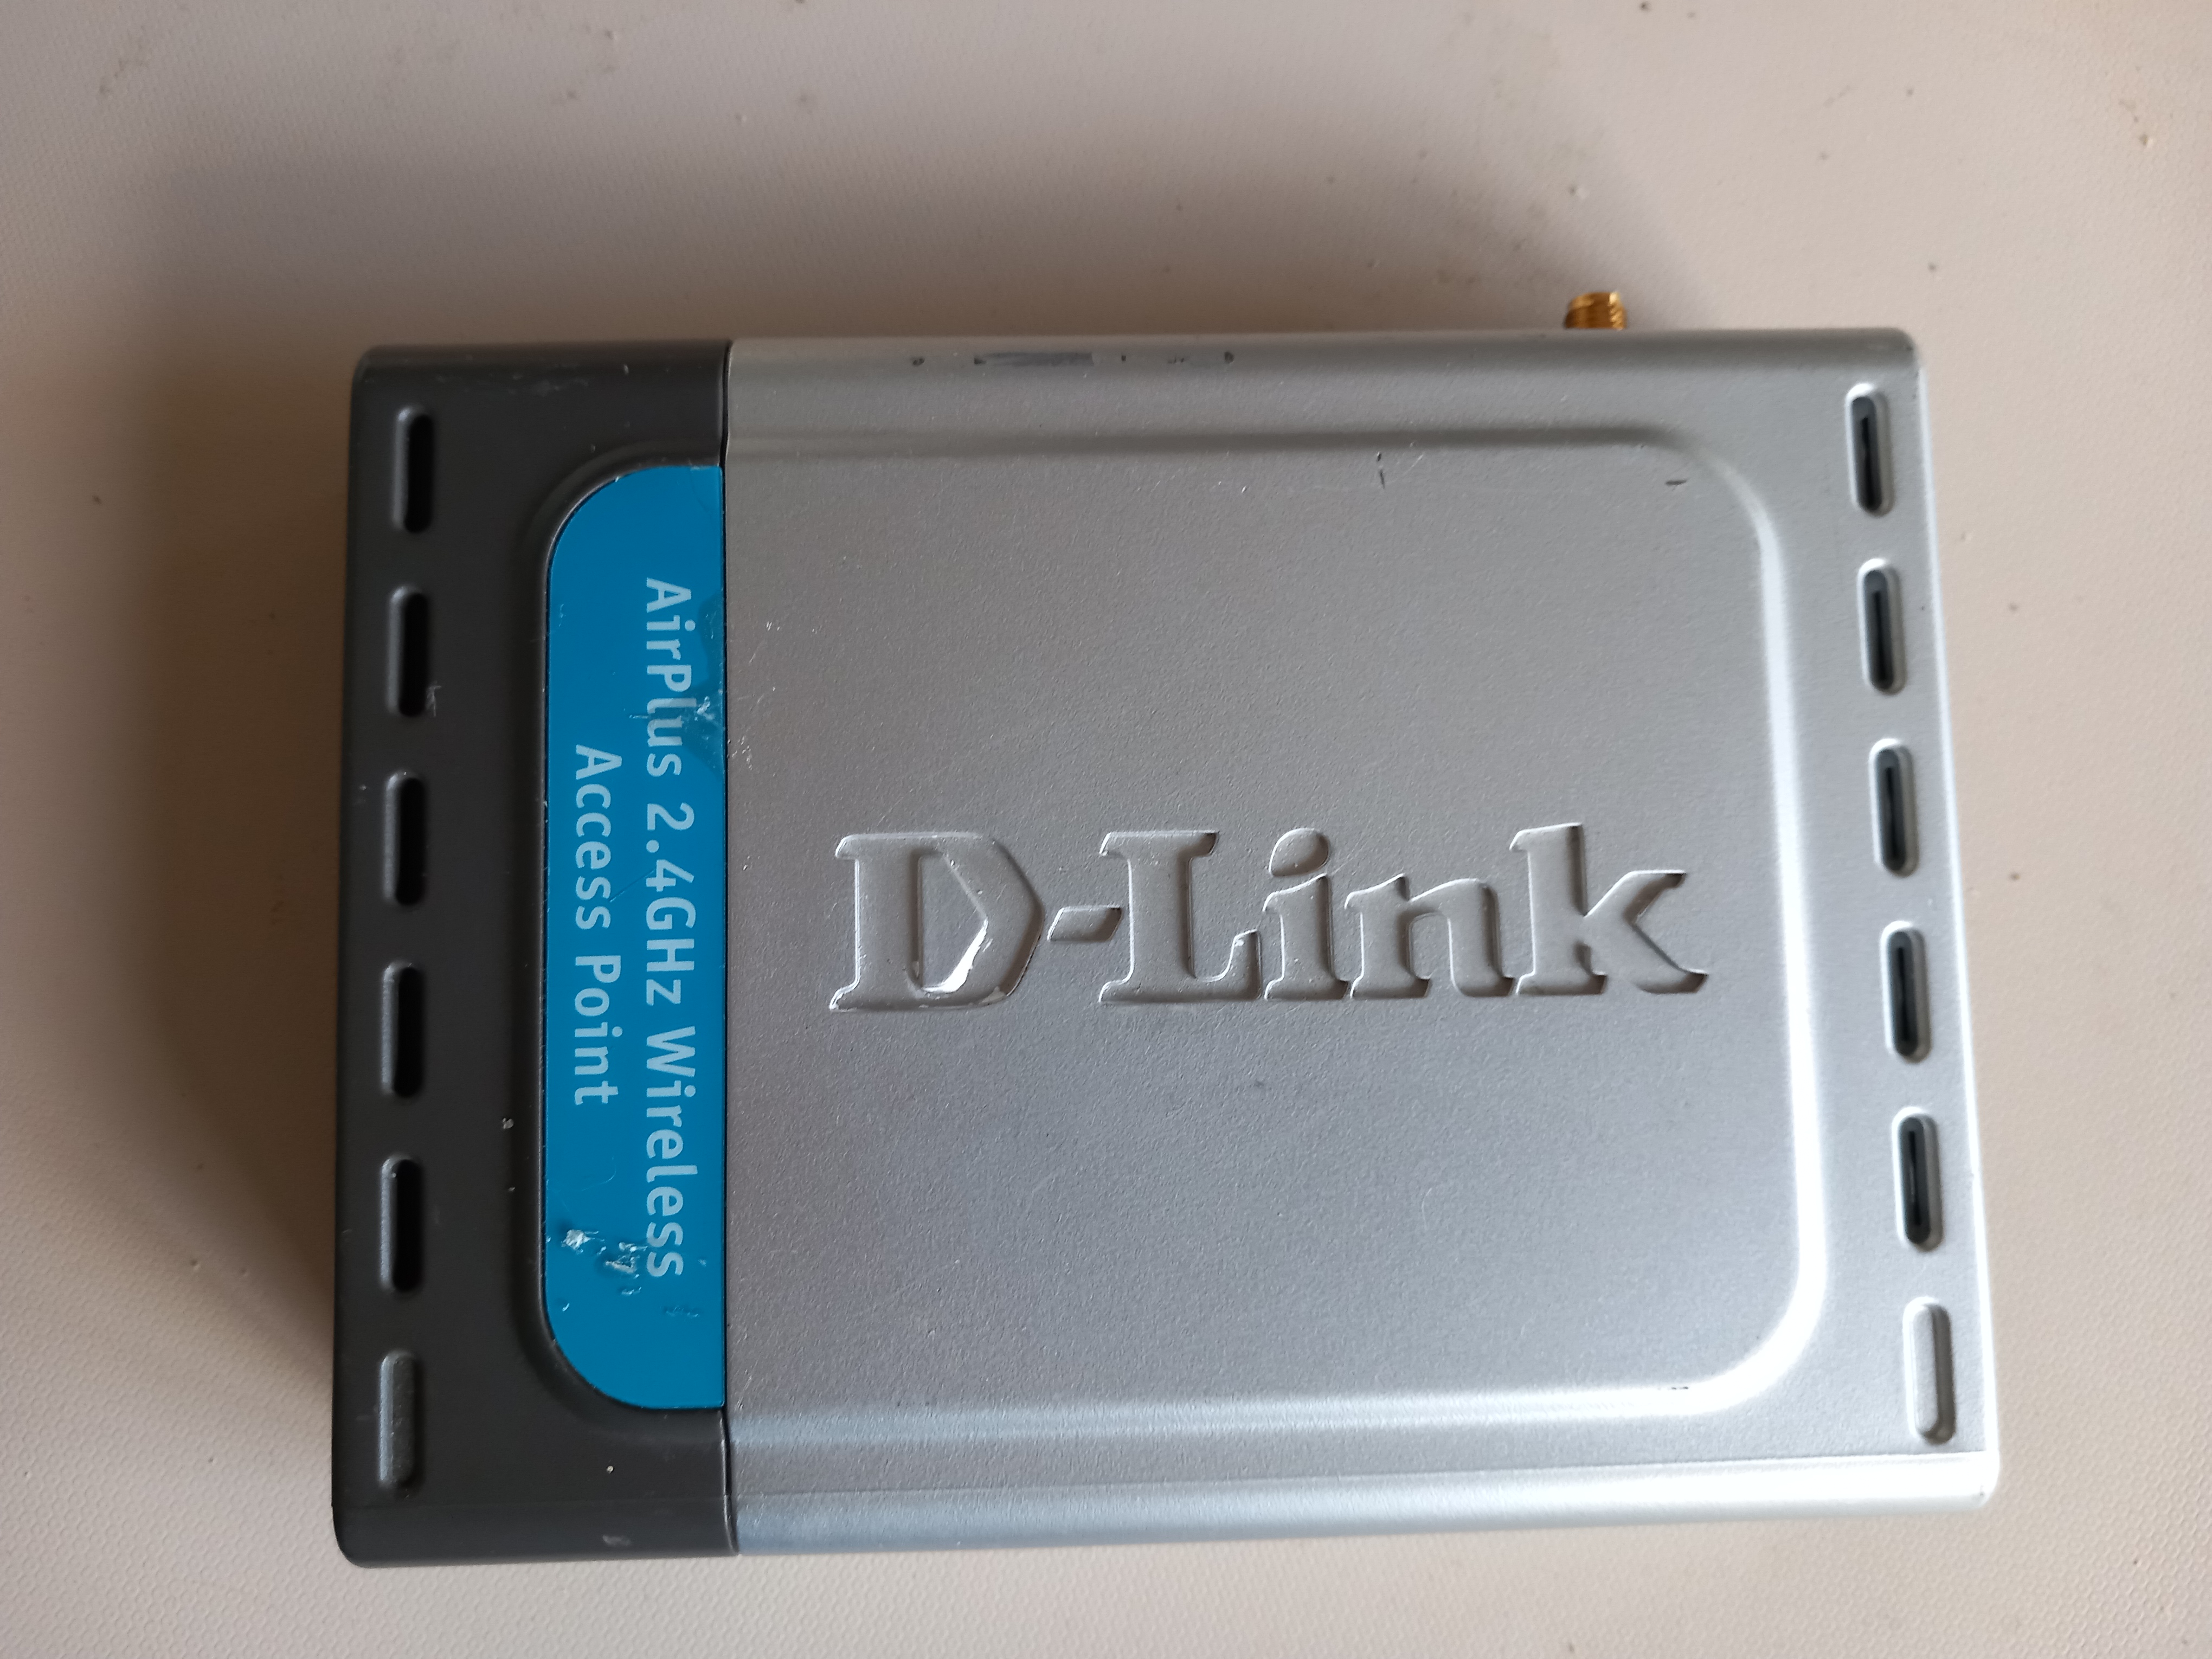 AirPlus 2.4GHz Wireless
Access Point
D-Link